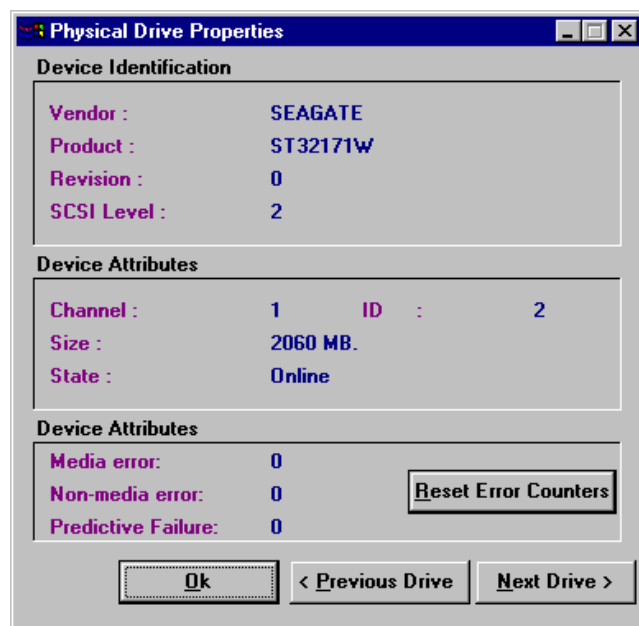 Physical Drive Properties
Device Identification
Vendor : SEAGATE
Product : ST32171W
Revision : 0
SCSI Level : 2
Device Attributes
Channel : 1 ID : 2
Size : 2060 MB.
State : Online
Device Attributes
Media error: 0
Non-media error: 0
Reset Error Counters
Predictive Failure: 0
Ok < Previous Drive Next Drive >